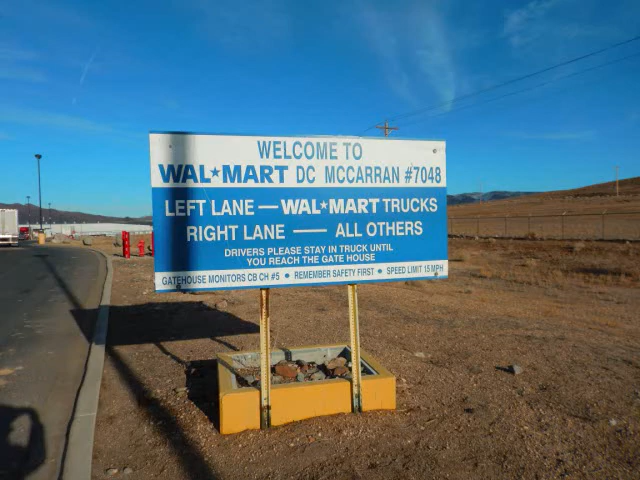 WELCOME TO
WAL★MART DC MCCARRAN #7048
LEFT LANE — WAL★MART TRUCKS
RIGHT LANE — ALL OTHERS
DRIVERS PLEASE STAY IN TRUCK UNTIL
YOU REACH THE GATE HOUSE
GATEHOUSE MONITORS CB CH #5 • REMEMBER SAFETY FIRST • SPEED LIMIT 15 MPH